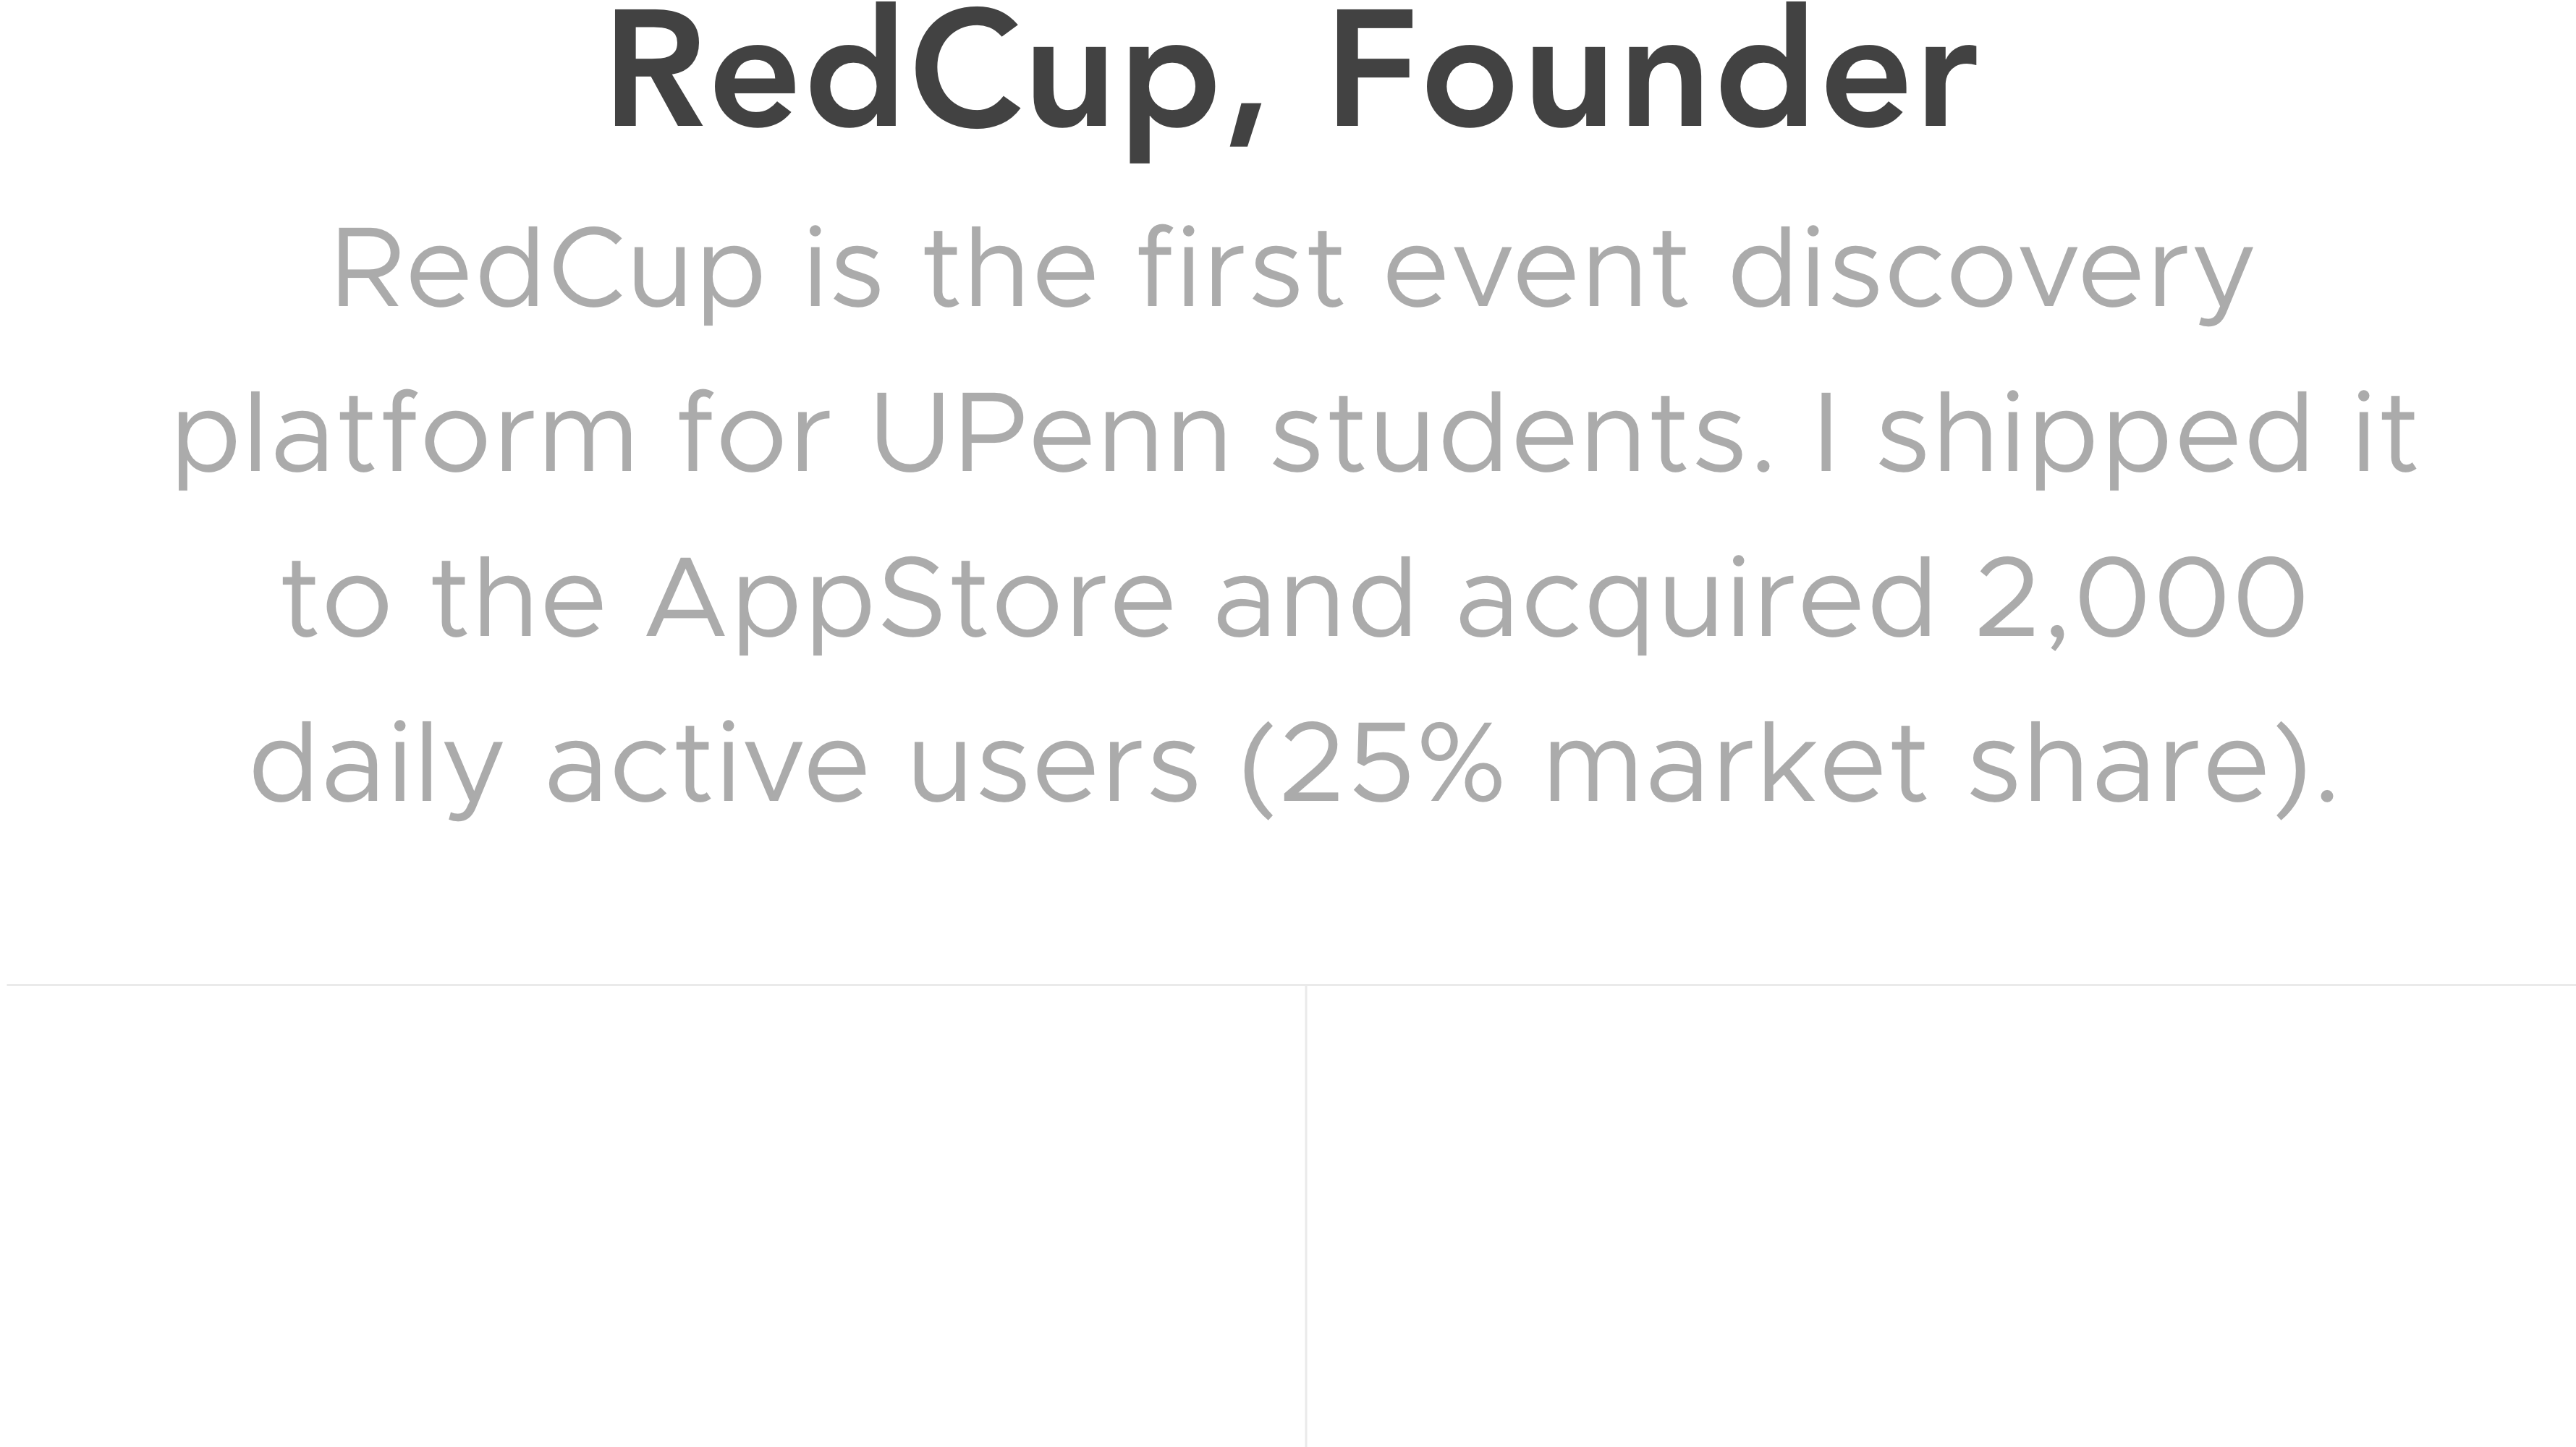 RedCup, Founder
RedCup is the first event discovery
platform for UPenn students. I shipped it
to the AppStore and acquired 2,000
daily active users (25% market share).